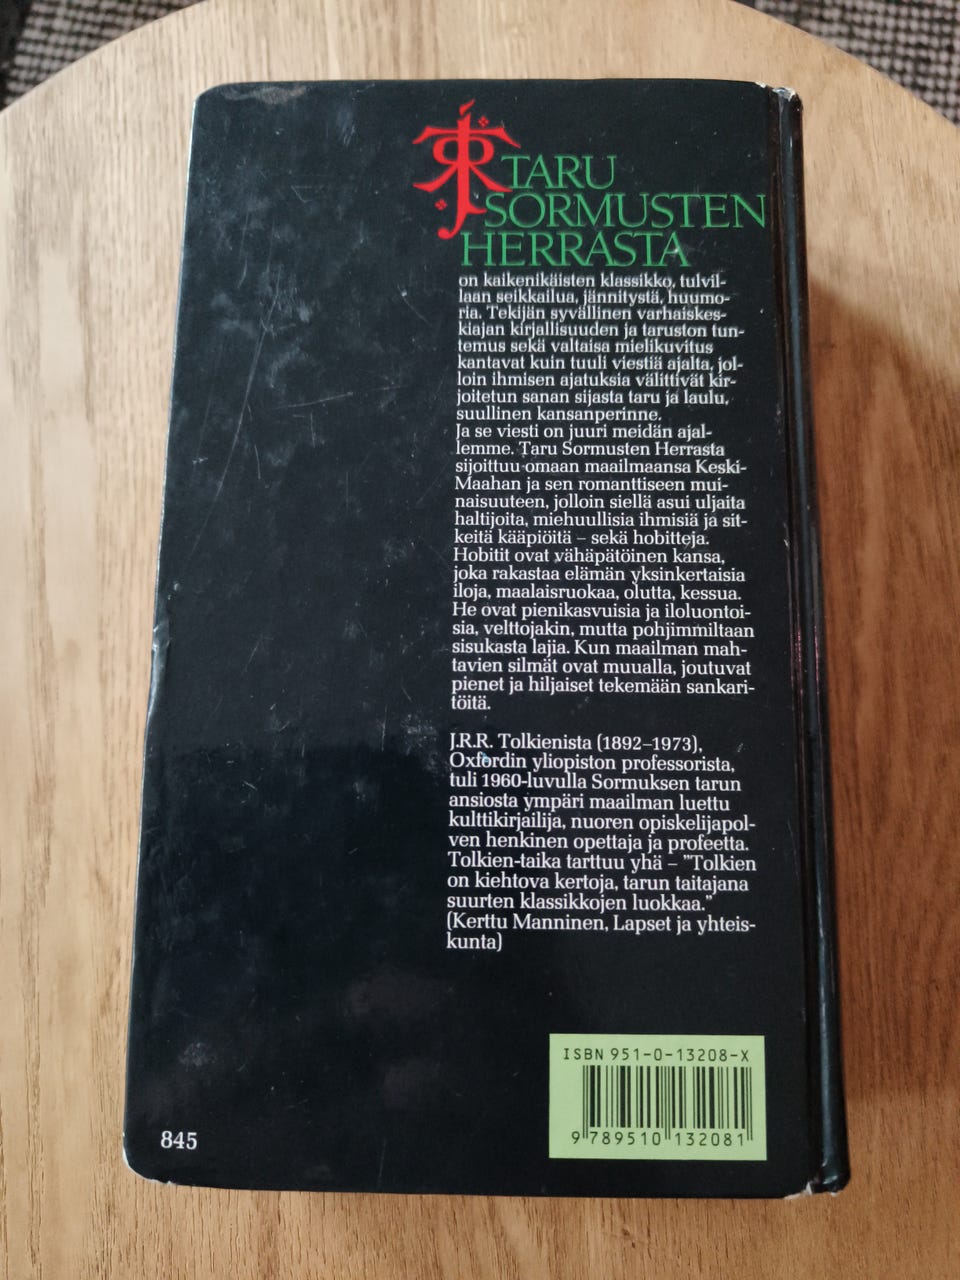 TARU
SORMUSTEN
HERRASTA
on kaikenikäisten klassikko, tulvil-
laan seikkailua, jännitystä, huumo-
ria. Tekijän syvällinen varhaiskes-
kiajan kirjallisuuden ja taruston tun-
temus sekä valtaisa mielikuvitus
kantavat kuin tuuli viestiä ajalta, jol-
loin ihmisen ajatuksia välittivät kir-
joitetun sanan sijasta taru ja laulu,
suullinen kansanperinne.
Ja se viesti on juuri meidän ajal-
lemme. Taru Sormusten Herrasta
sijoittuu omaan maailmaansa Keski-
Maahan ja sen romanttiseen mui-
naisuuteen, jolloin siellä asui uljaita
haltijoita, miehuullisia ihmisiä ja sit-
keitä kääpiöitä – sekä hobitteja.
Hobitit ovat vähäpätöinen kansa,
joka rakastaa elämän yksinkertaisia
iloja, maalaisruokaa, olutta, kessua.
He ovat pienikasvuisia ja iloluontoi-
sia, velttojakin, mutta pohjimmiltaan
sisukasta lajia. Kun maailman mah-
tavien silmät ovat muualla, joutuvat
pienet ja hiljaiset tekemään sankari-
töitä.
J.R.R. Tolkienista (1892–1973),
Oxfordin yliopiston professorista,
tuli 1960-luvulla Sormuksen tarun
ansiosta ympäri maailman luettu
kulttikirjailija, nuoren opiskelijapol-
ven henkinen opettaja ja profeetta.
Tolkien-taika tarttuu yhä – ”Tolkien
on kiehtova kertoja, tarun taitajana
suurten klassikkojen luokkaa.”
(Kerttu Manninen, Lapset ja yhteis-
kunta)
ISBN 951-0-13208-X
9 789510 132081
845